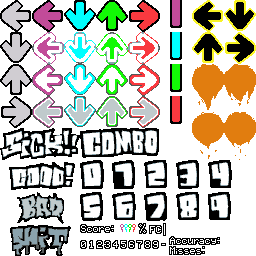 SICK!! COMBO
GOOD! 0 1 2 3 4
BAD 5 6 7 8 9
SHIT Score: ???? % FC|
0123456789- Accuracy:
Misses: